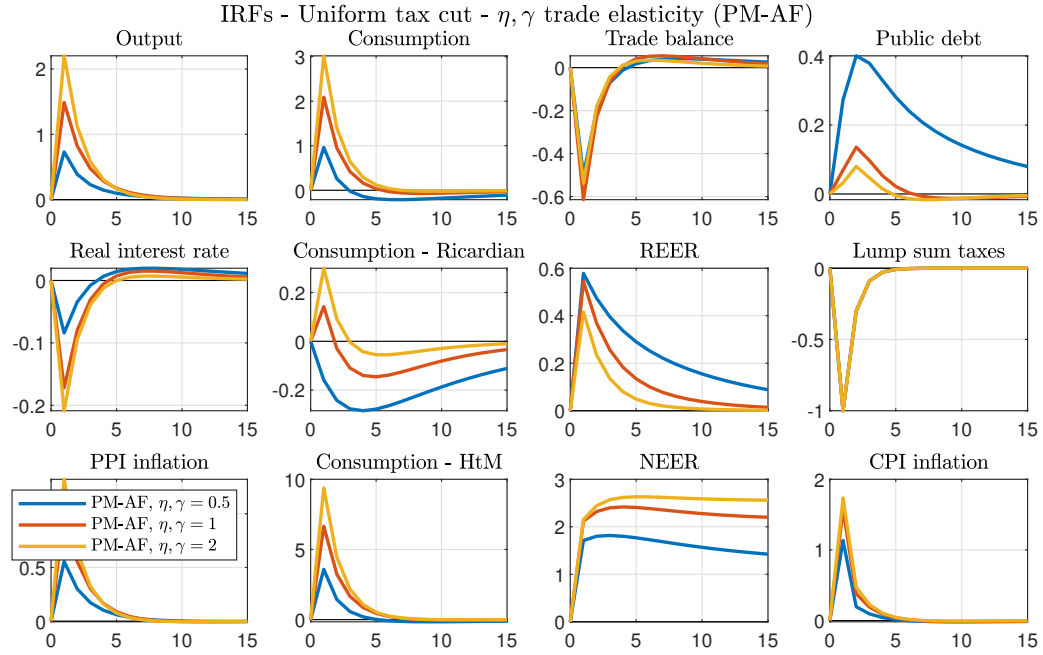 IRFs - Uniform tax cut - η, γ trade elasticity (PM-AF)
Output
Consumption
Trade balance
Public debt
2
1
0
0 5 10 15
3
2
1
0
0 5 10 15
0
-0.2
-0.4
-0.6
0 5 10 15
0.4
0.2
0
0 5 10 15
Real interest rate
Consumption - Ricardian
REER
Lump sum taxes
0
-0.1
-0.2
0 5 10 15
0.2
0
-0.2
0 5 10 15
0.6
0.4
0.2
0
0 5 10 15
0
-0.5
-1
0 5 10 15
PPI inflation
Consumption - HtM
NEER
CPI inflation
PM-AF, η, γ = 0.5
PM-AF, η, γ = 1
PM-AF, η, γ = 2
0.5
0
0 5 10 15
10
5
0
0 5 10 15
3
2
1
0
0 5 10 15
2
1
0
0 5 10 15